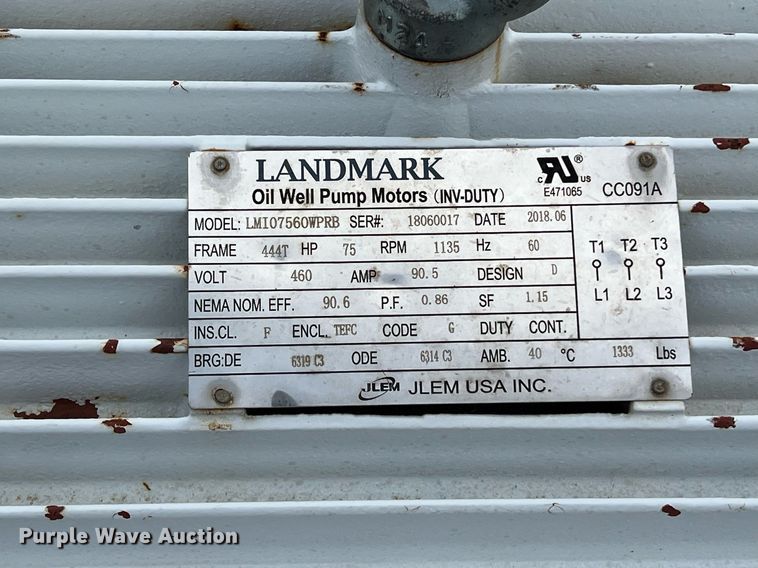 LANDMARK
Oil Well Pump Motors (INV-DUTY)
c RU ® US
E471065
CC091A
MODEL: LMI07560WPRB SER#: 18060017 DATE 2018.06
FRAME 444T HP 75 RPM 1135 Hz 60
VOLT 460 AMP 90.5 DESIGN D
NEMA NOM. EFF. 90.6 P.F. 0.86 SF 1.15
INS.CL. F ENCL. TEFC CODE G DUTY CONT.
BRG:DE 6319 C3 ODE 6314 C3 AMB. 40 °C 1333 Lbs
T1 T2 T3
L1 L2 L3
JLEM JLEM USA INC.
Purple Wave Auction